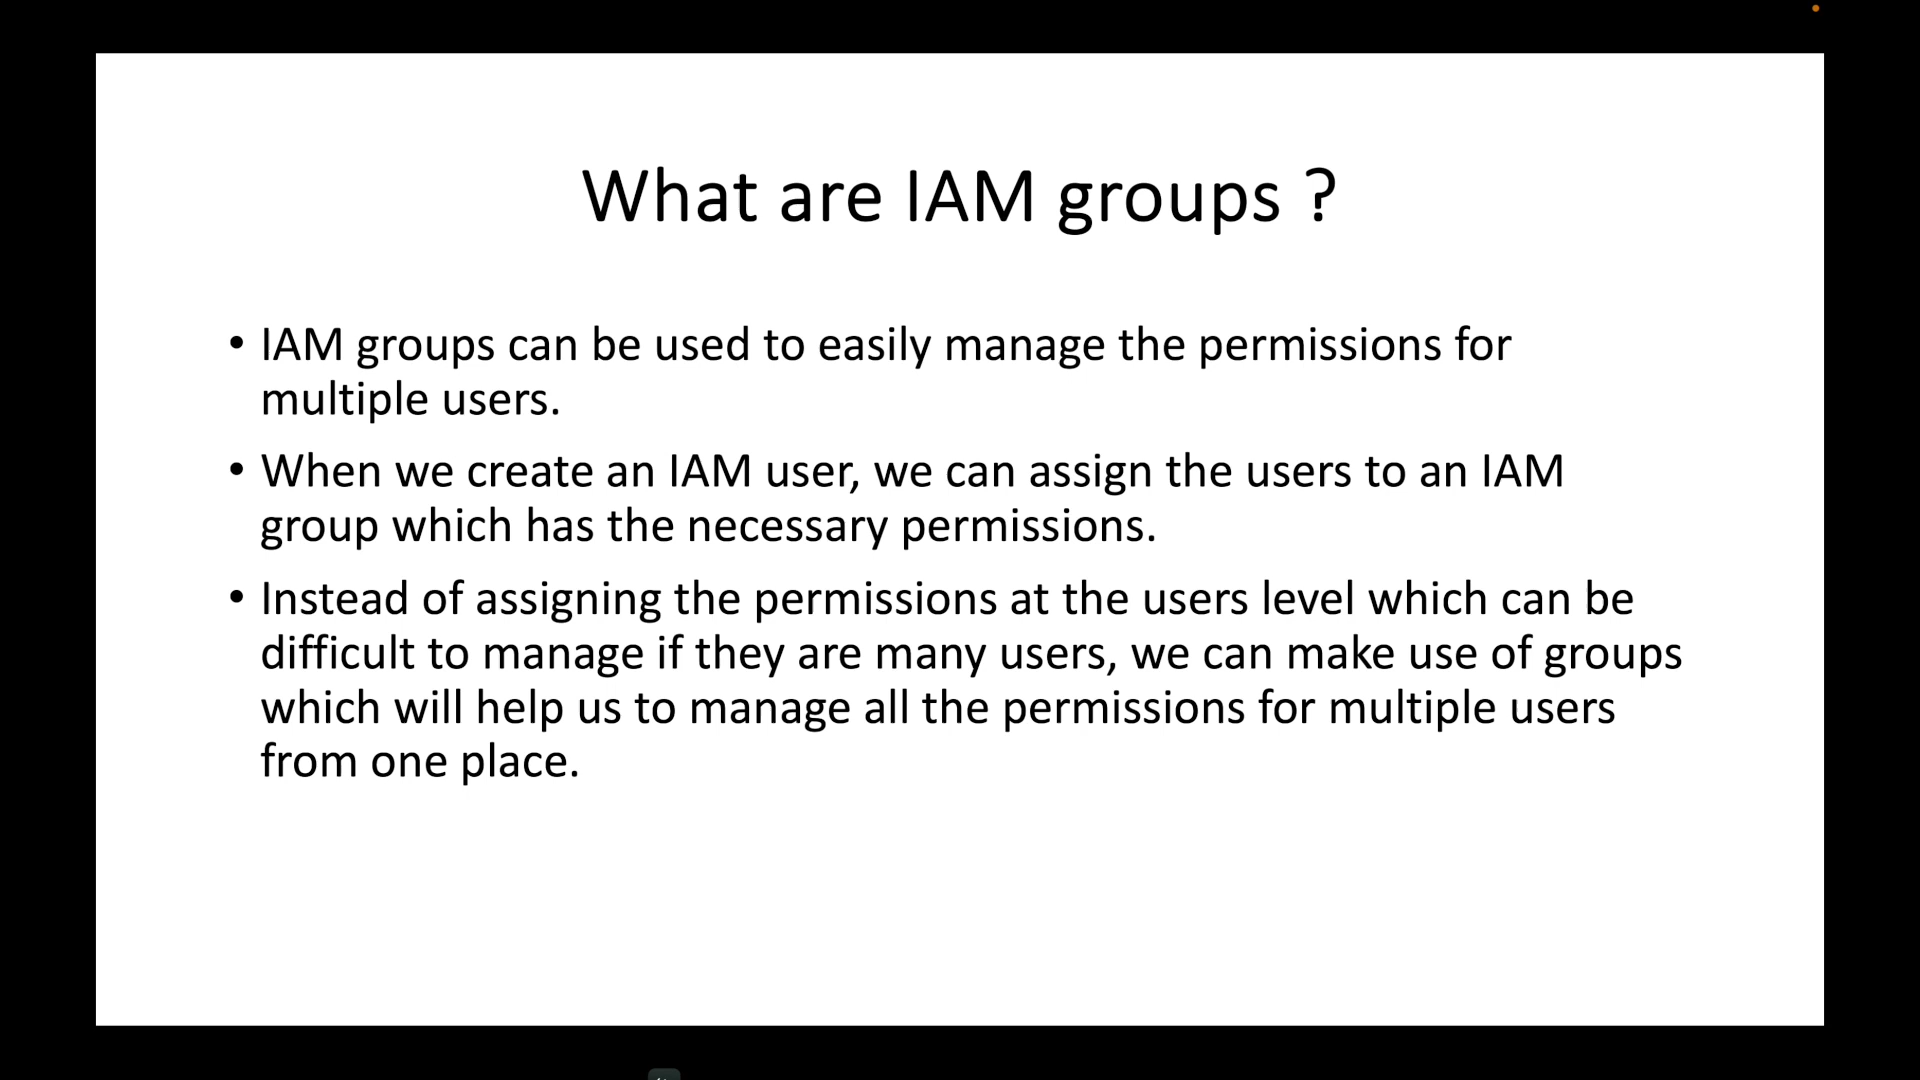 What are IAM groups ?
• IAM groups can be used to easily manage the permissions for
multiple users.
• When we create an IAM user, we can assign the users to an IAM
group which has the necessary permissions.
• Instead of assigning the permissions at the users level which can be
difficult to manage if they are many users, we can make use of groups
which will help us to manage all the permissions for multiple users
from one place.